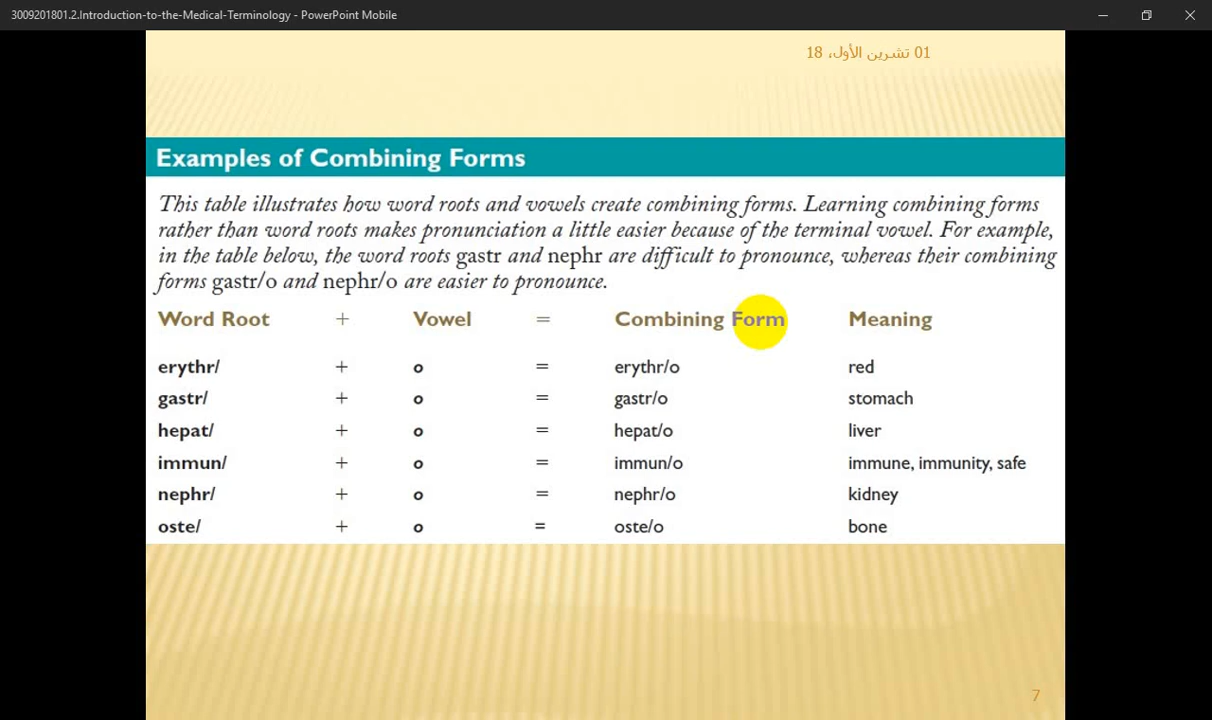 3009201801.2.Introduction-to-the-Medical-Terminology - PowerPoint Mobile
01 تشرين الأول، 18
Examples of Combining Forms
This table illustrates how word roots and vowels create combining forms. Learning combining forms
rather than word roots makes pronunciation a little easier because of the terminal vowel. For example,
in the table below, the word roots gastr and nephr are difficult to pronounce, whereas their combining
forms gastr/o and nephr/o are easier to pronounce.
Word Root + Vowel = Combining Form Meaning
erythr/ + o = erythr/o red
gastr/ + o = gastr/o stomach
hepat/ + o = hepat/o liver
immun/ + o = immun/o immune, immunity, safe
nephr/ + o = nephr/o kidney
oste/ + o = oste/o bone
7